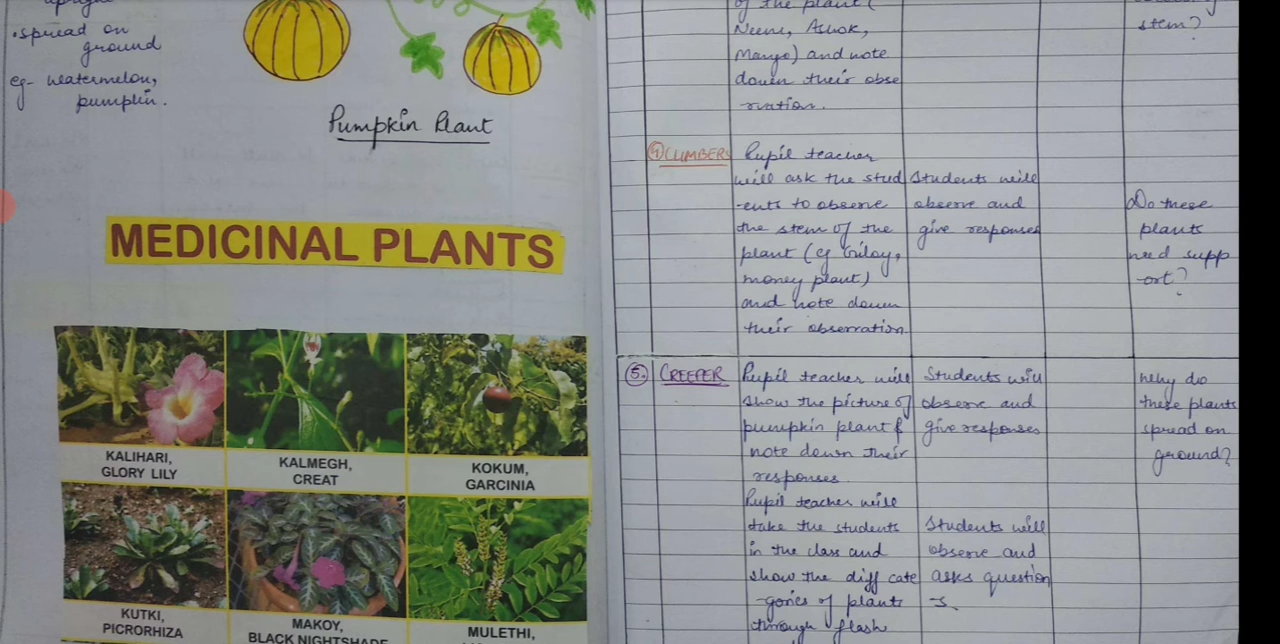 .spread on
ground
eg- watermelon,
pumpkin.
Pumpkin Plant
MEDICINAL PLANTS
KALIHARI,
GLORY LILY
KALMEGH,
CREAT
KOKUM,
GARCINIA
KUTKI,
PICRORHIZA
MAKOY,
BLACK NIGHTSHADE
MULETHI,
of the plant (
Neem, Ashok,
Mango) and note
down their obse
rvation.
stem?
4 CLIMBERS
Pupil teacher
will ask the stud
-ents to observe
the stem of the
plant (eg Giloy,
money plant)
and note down
their observation.
Students will
observe and
give responses
Do these
plants
need supp
-ort?
5. CREEPER
Pupil teacher will
show the picture of
pumpkin plant &
note down their
responses.
Pupil teacher will
take the students
in the class and
show the diff cate
-gories of plants
through flash
Students will
observe and
give responses
Students will
observe and
asks question
-s.
why do
these plants
spread on
ground?